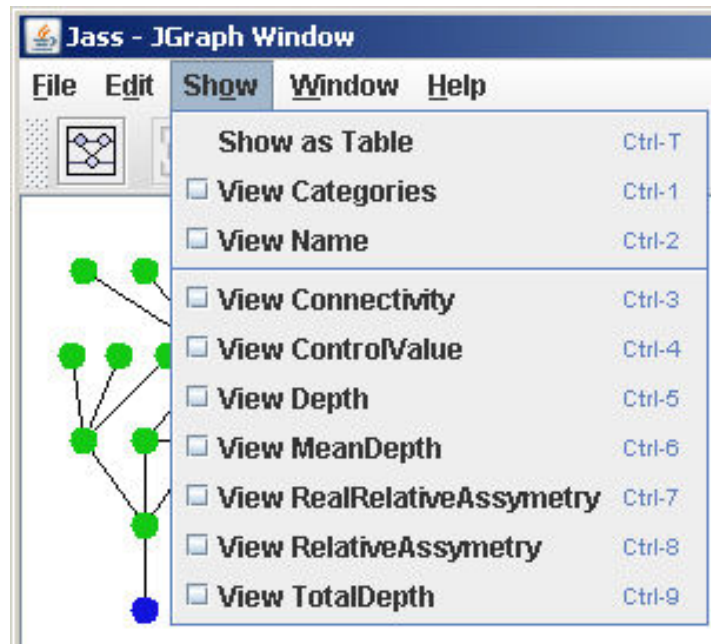 Jass - JGraph Window
File Edit Show Window Help
Show as Table Ctrl-T
View Categories Ctrl-1
View Name Ctrl-2
View Connectivity Ctrl-3
View ControlValue Ctrl-4
View Depth Ctrl-5
View MeanDepth Ctrl-6
View RealRelativeAssymetry Ctrl-7
View RelativeAssymetry Ctrl-8
View TotalDepth Ctrl-9